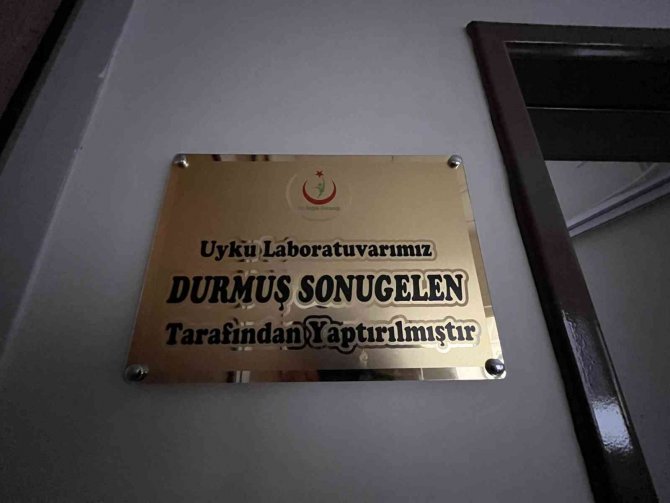 Uyku Laboratuvarımız
DURMUŞ SONUGELEN
Tarafından Yaptırılmıştır